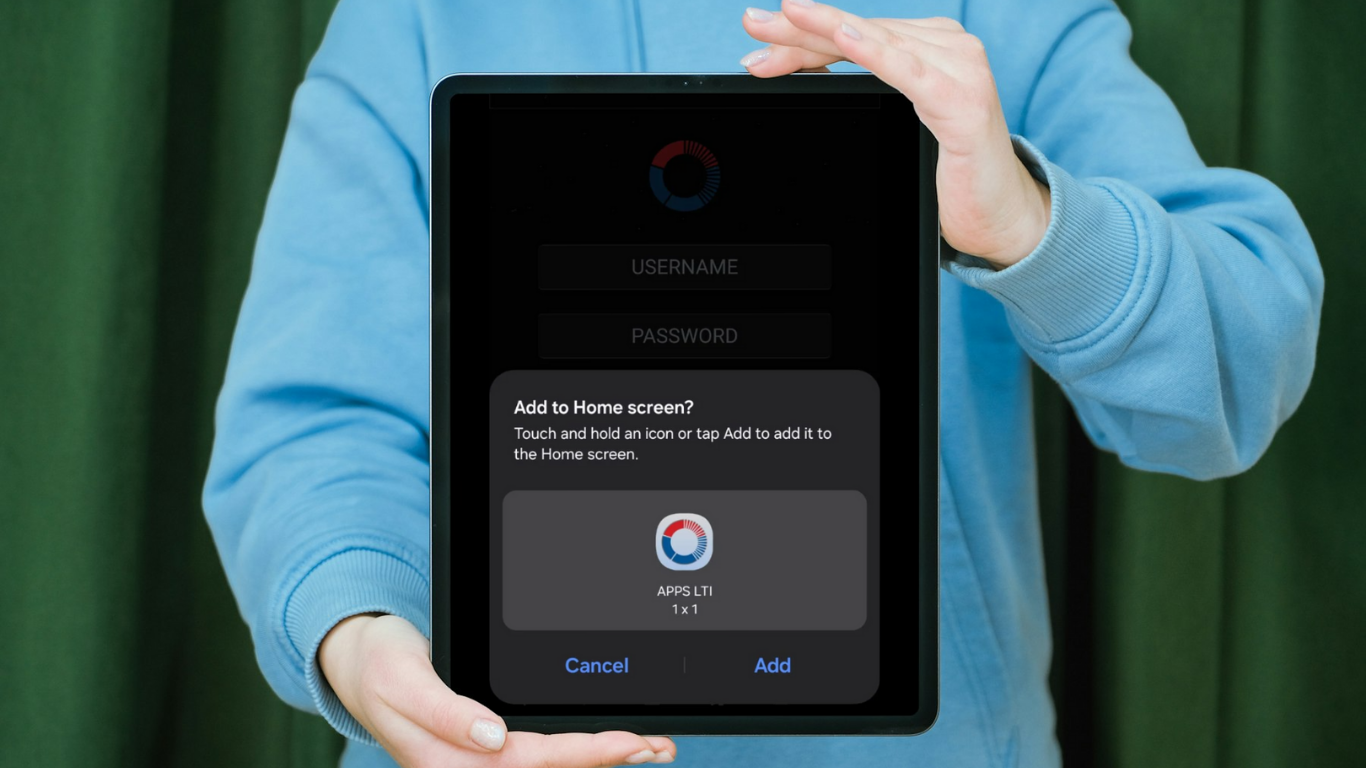 USERNAME
PASSWORD
Add to Home screen?
Touch and hold an icon or tap Add to add it to
the Home screen.
APPS LTI
1 x 1
Cancel
Add